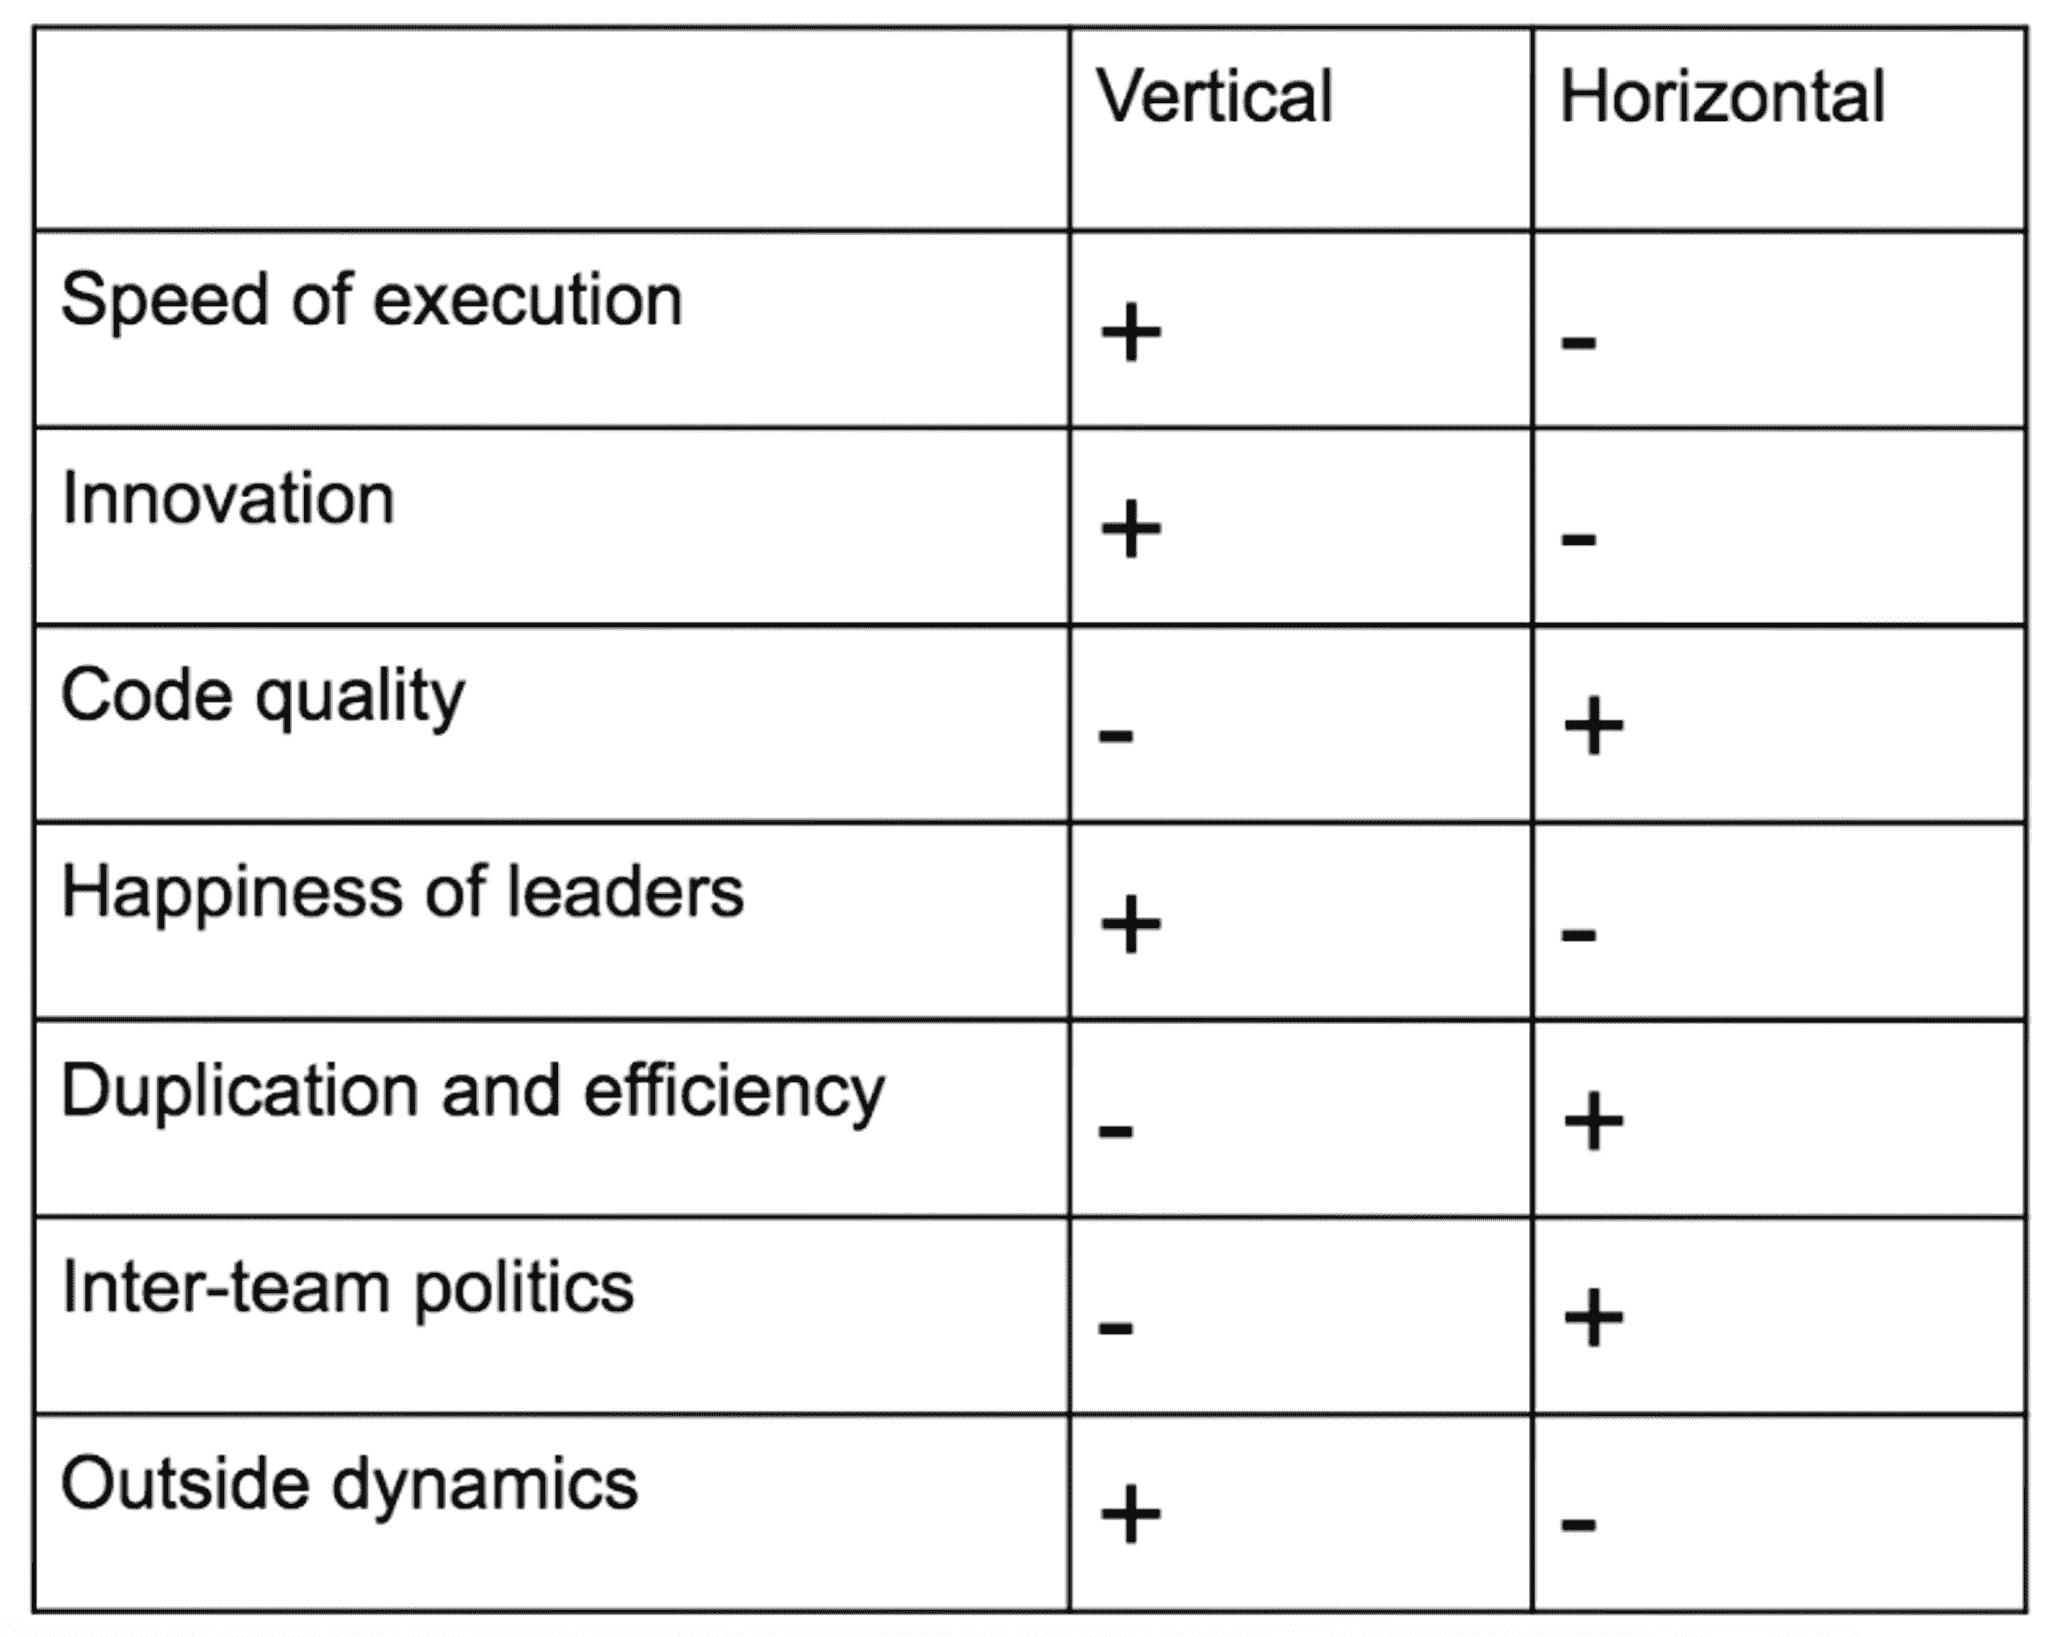 Vertical Horizontal
Speed of execution + -
Innovation + -
Code quality - +
Happiness of leaders + -
Duplication and efficiency - +
Inter-team politics - +
Outside dynamics + -